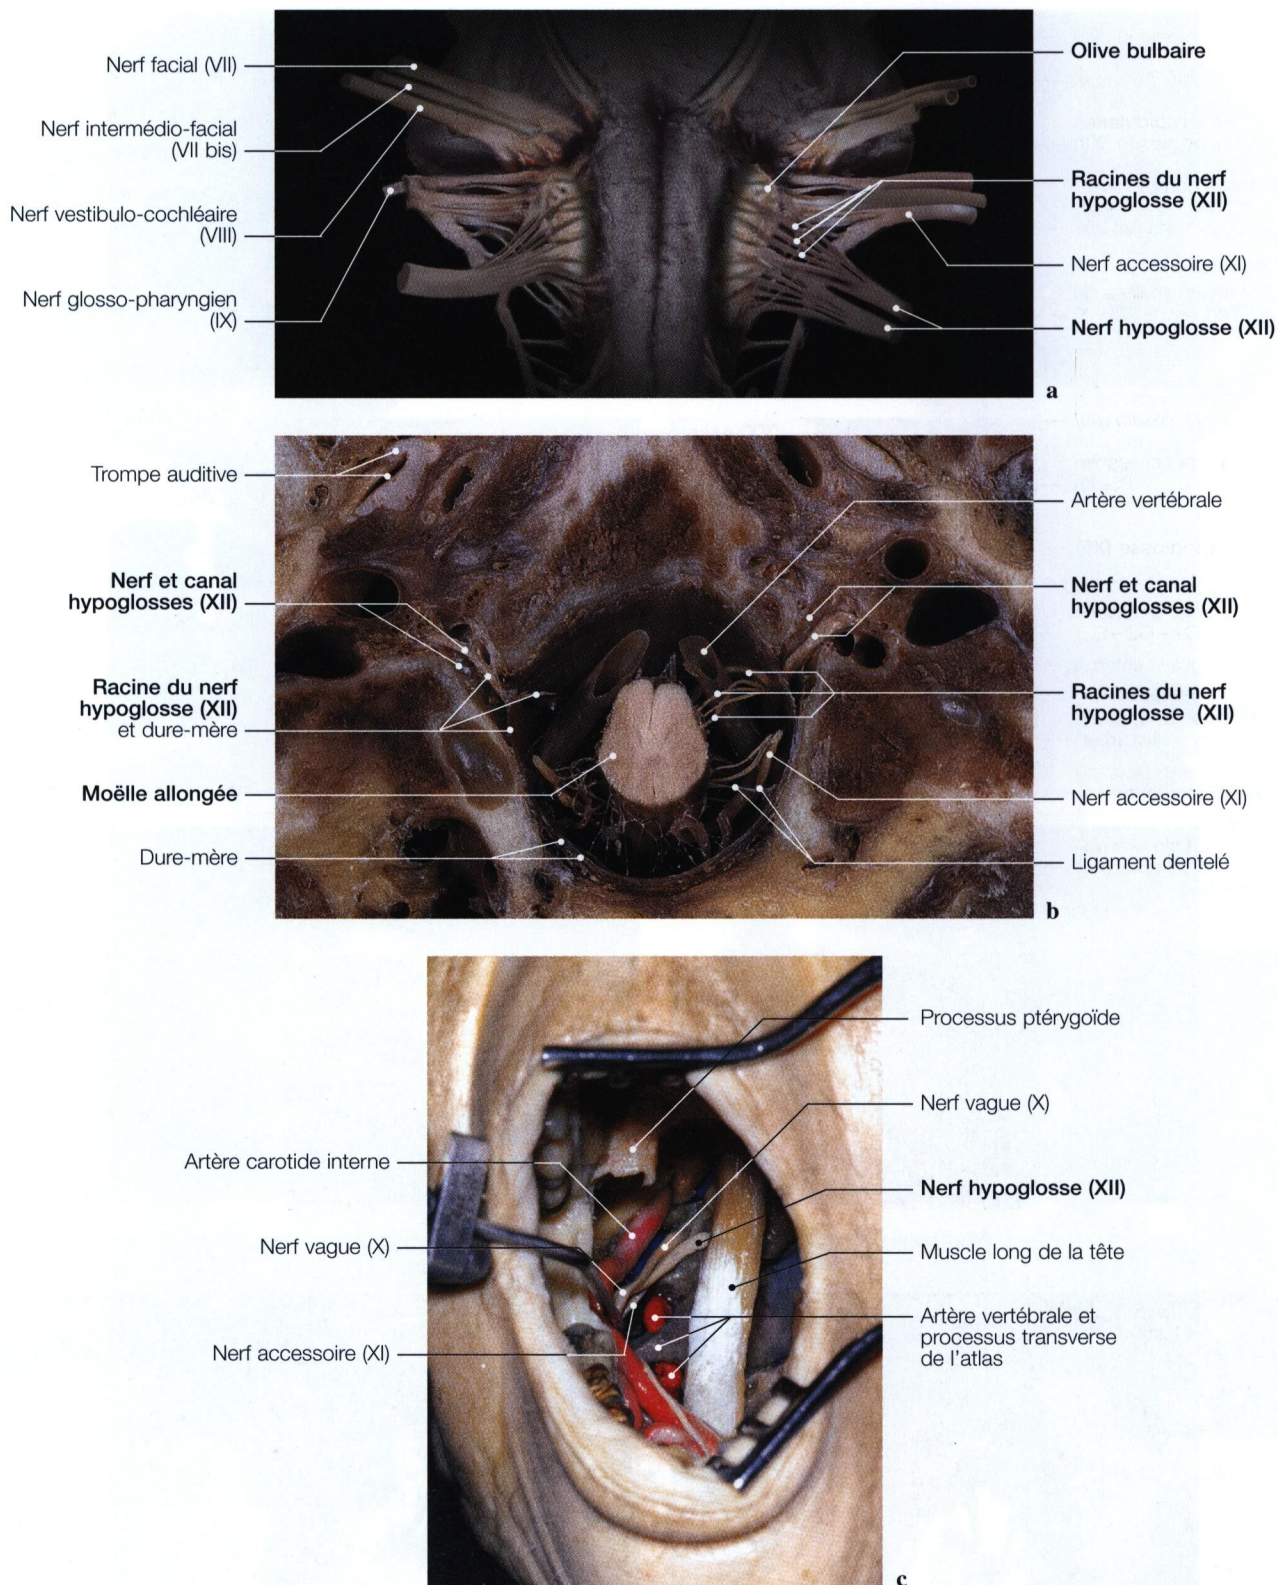 Nerf facial (VII)
Nerf intermédio-facial
(VII bis)
Nerf vestibulo-cochléaire
(VIII)
Nerf glosso-pharyngien
(IX)
Olive bulbaire
Racines du nerf
hypoglosse (XII)
Nerf accessoire (XI)
Nerf hypoglosse (XII)
a
Trompe auditive
Nerf et canal
hypoglosses (XII)
Racine du nerf
hypoglosse (XII)
et dure-mère
Moëlle allongée
Dure-mère
Artère vertébrale
Nerf et canal
hypoglosses (XII)
Racines du nerf
hypoglosse (XII)
Nerf accessoire (XI)
Ligament dentelé
b
Artère carotide interne
Nerf vague (X)
Nerf accessoire (XI)
Processus ptérygoïde
Nerf vague (X)
Nerf hypoglosse (XII)
Muscle long de la tête
Artère vertébrale et
processus transverse
de l'atlas
c